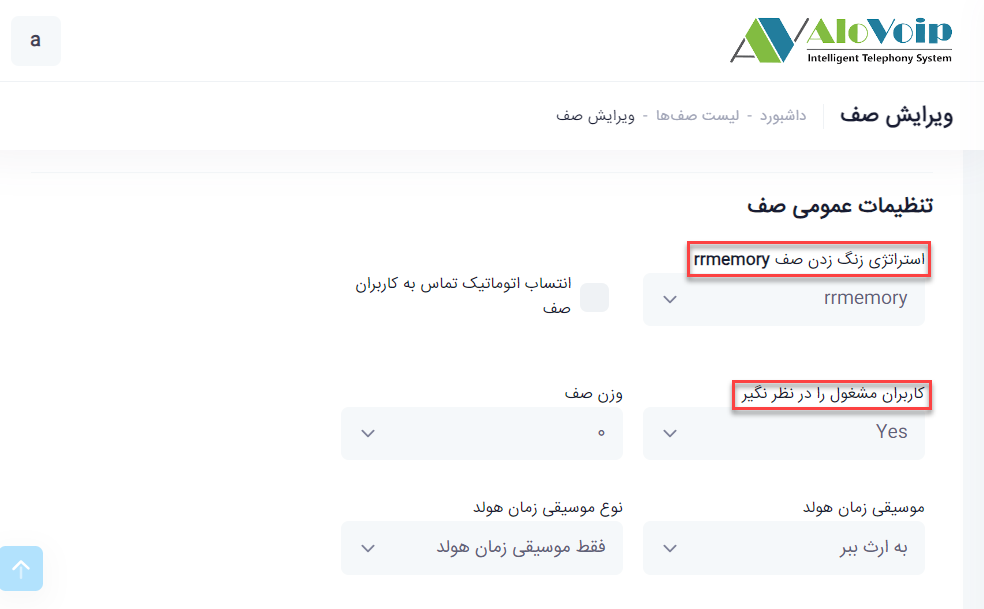 a
AloVoip
Intelligent Telephony System
ویرایش صف
داشبورد - لیست صف‌ها - ویرایش صف
تنظیمات عمومی صف
استراتژی زنگ زدن صف rrmemory
rrmemory
انتساب اتوماتیک تماس به کاربران
صف
کاربران مشغول را در نظر نگیر
Yes
وزن صف
۰
موسیقی زمان هولد
به ارث ببر
نوع موسیقی زمان هولد
فقط موسیقی زمان هولد